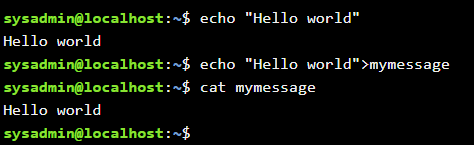 sysadmin@localhost:~$ echo "Hello world"
Hello world
sysadmin@localhost:~$ echo "Hello world">mymessage
sysadmin@localhost:~$ cat mymessage
Hello world
sysadmin@localhost:~$